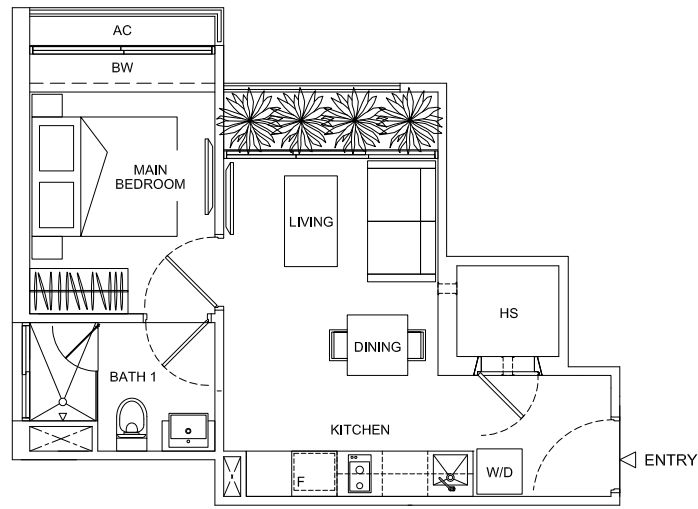 AC
BW
MAIN
BEDROOM
LIVING
HS
DINING
BATH 1
KITCHEN
F
W/D
ENTRY